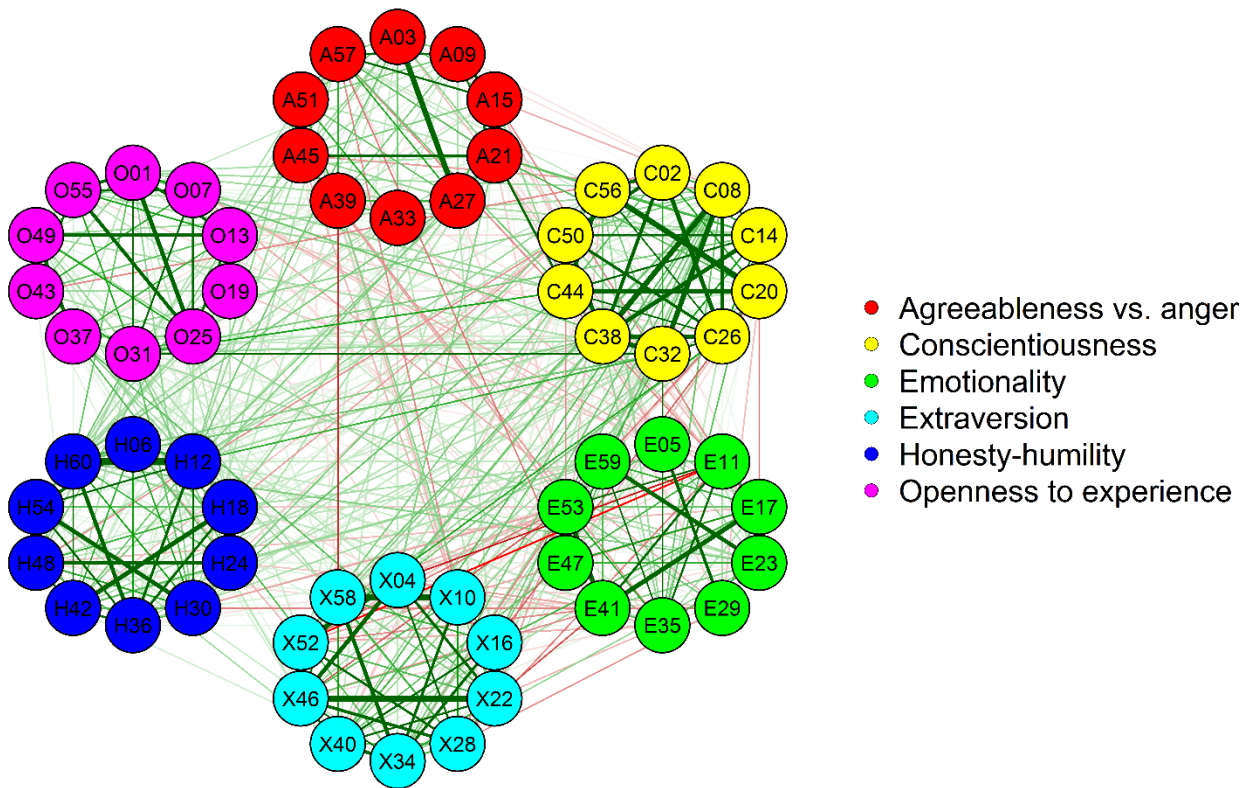 A03
A57
A09
A51
A15
A45
A21
A39
A27
A33
O01
O55
O07
O49
O13
O43
O19
O37
O25
O31
C02
C56
C08
C50
C14
C44
C20
C38
C26
C32
H06
H60
H12
H54
H18
H48
H24
H42
H30
H36
X04
X58
X10
X52
X16
X46
X22
X40
X28
X34
E05
E59
E11
E53
E17
E47
E23
E41
E29
E35
Agreeableness vs. anger
Conscientiousness
Emotionality
Extraversion
Honesty-humility
Openness to experience